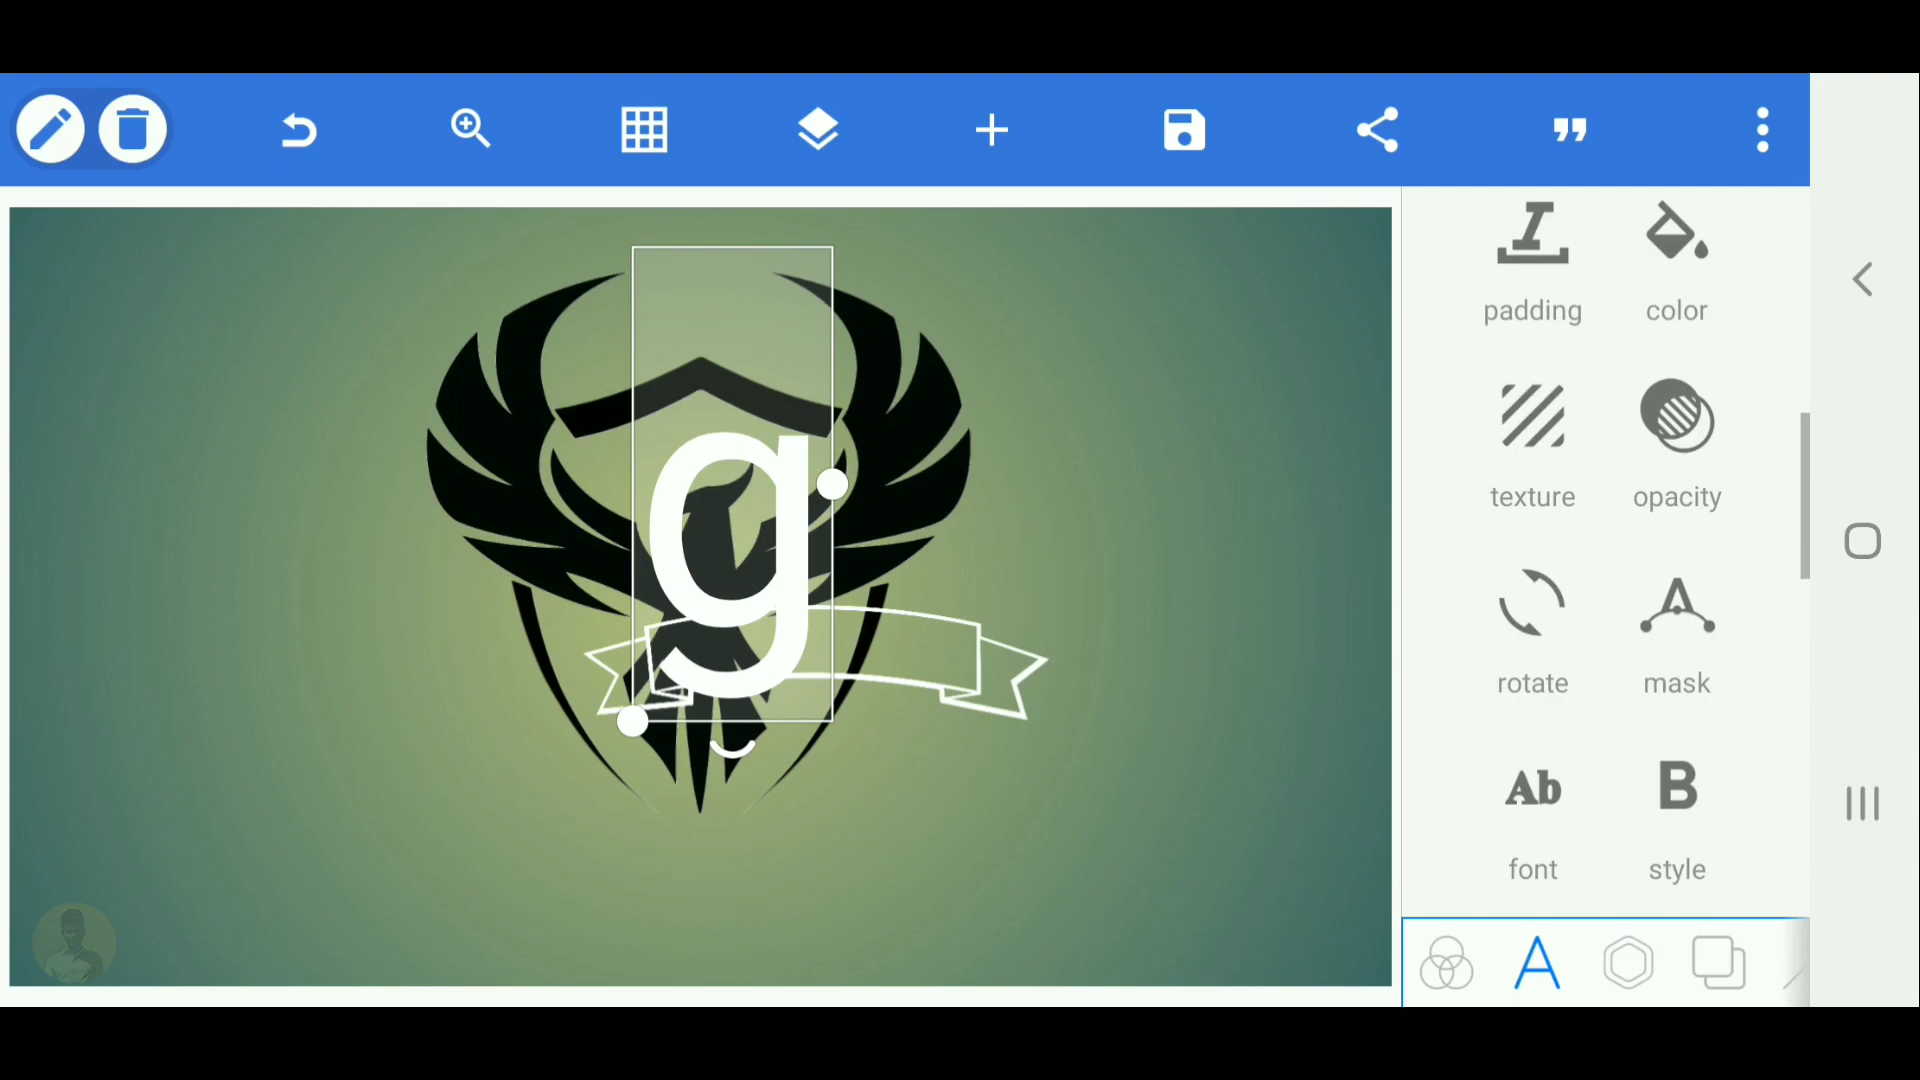 padding color
texture opacity
g
rotate mask
Ab B
font style
A